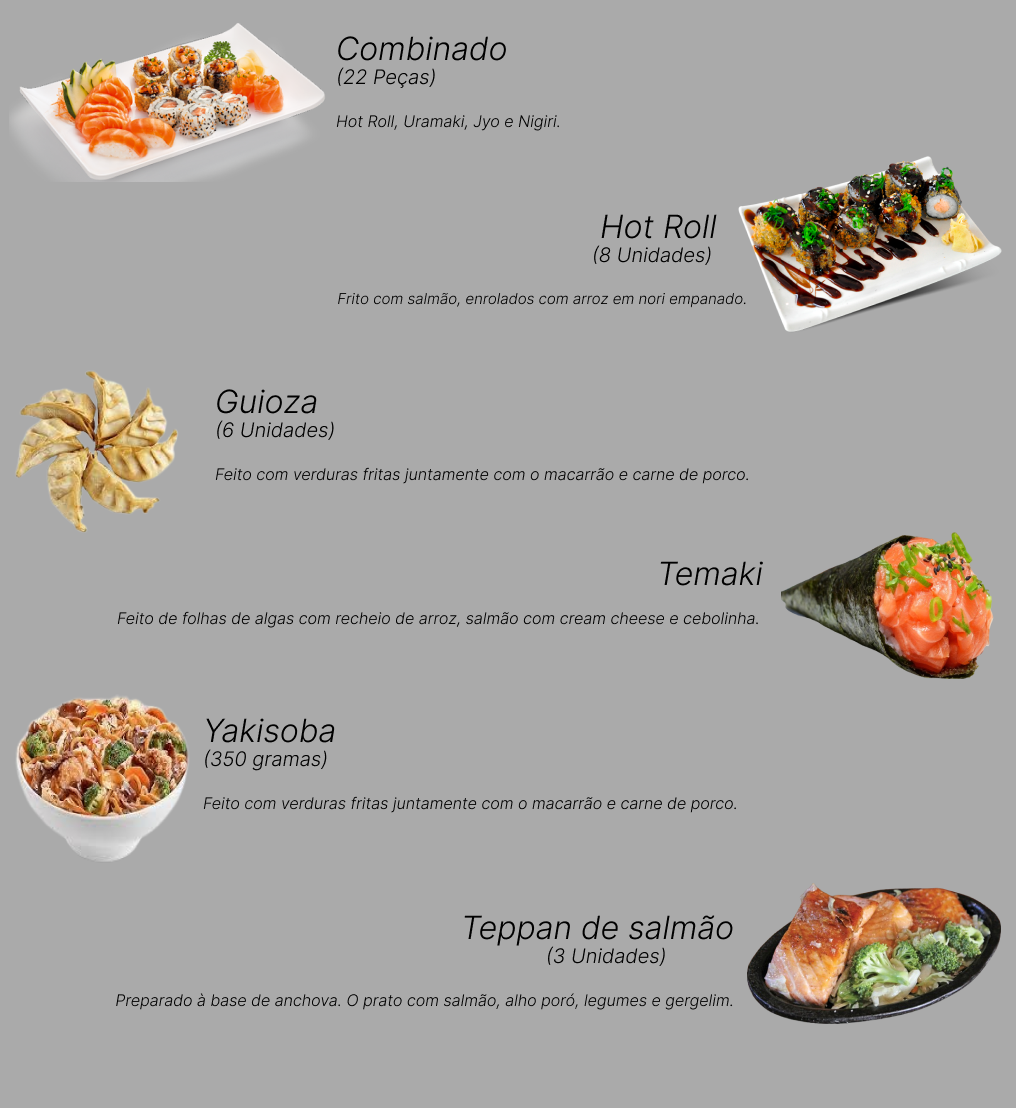 Combinado
(22 Peças)
Hot Roll, Uramaki, Jyo e Nigiri.
Hot Roll
(8 Unidades)
Frito com salmão, enrolados com arroz em nori empanado.
Guioza
(6 Unidades)
Feito com verduras fritas juntamente com o macarrão e carne de porco.
Temaki
Feito de folhas de algas com recheio de arroz, salmão com cream cheese e cebolinha.
Yakisoba
(350 gramas)
Feito com verduras fritas juntamente com o macarrão e carne de porco.
Teppan de salmão
(3 Unidades)
Preparado à base de anchova. O prato com salmão, alho poró, legumes e gergelim.